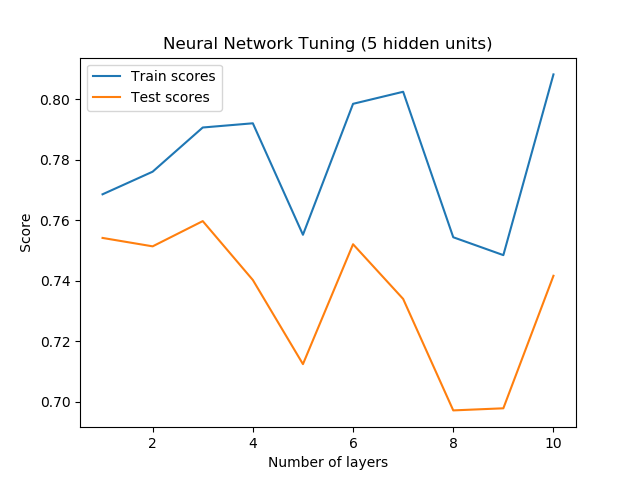 Neural Network Tuning (5 hidden units)
Train scores
Test scores
0.80
0.78
0.76
0.74
0.72
0.70
Score
2 4 6 8 10
Number of layers